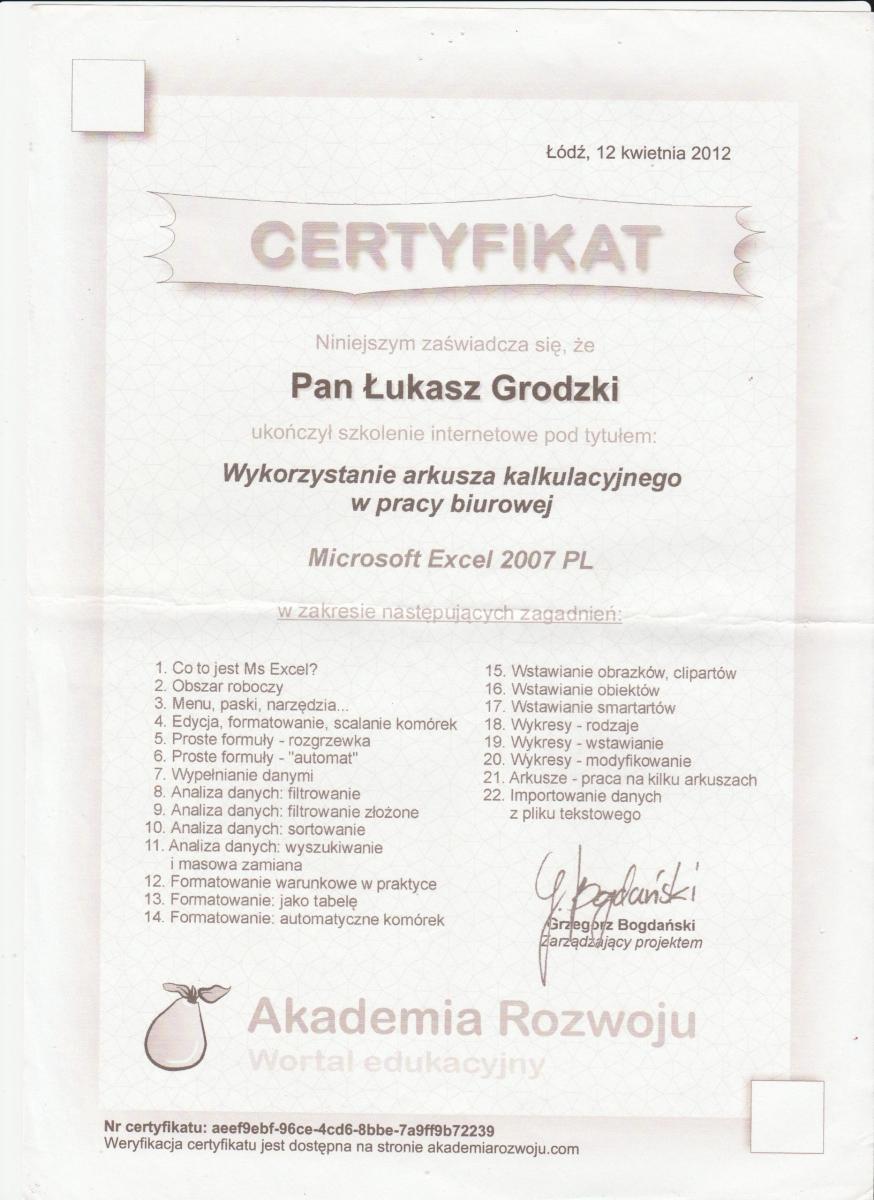 Łódź, 12 kwietnia 2012
CERTYFIKAT
Niniejszym zaświadcza się, że
Pan Łukasz Grodzki
ukończył szkolenie internetowe pod tytułem:
Wykorzystanie arkusza kalkulacyjnego
w pracy biurowej
Microsoft Excel 2007 PL
w zakresie następujących zagadnień:
1. Co to jest Ms Excel?
2. Obszar roboczy
3. Menu, paski, narzędzia...
4. Edycja, formatowanie, scalanie komórek
5. Proste formuły - rozgrzewka
6. Proste formuły - "automat"
7. Wypełnianie danymi
8. Analiza danych: filtrowanie
9. Analiza danych: filtrowanie złożone
10. Analiza danych: sortowanie
11. Analiza danych: wyszukiwanie
i masowa zamiana
12. Formatowanie warunkowe w praktyce
13. Formatowanie: jako tabelę
14. Formatowanie: automatyczne komórek
15. Wstawianie obrazków, clipartów
16. Wstawianie obiektów
17. Wstawianie smartartów
18. Wykresy - rodzaje
19. Wykresy - wstawianie
20. Wykresy - modyfikowanie
21. Arkusze - praca na kilku arkuszach
22. Importowanie danych
z pliku tekstowego
G. Bogdański
Grzegorz Bogdański
Zarządzający projektem
Akademia Rozwoju
Wortal edukacyjny
Nr certyfikatu: aeef9ebf-96ce-4cd6-8bbe-7a9ff9b72239
Weryfikacja certyfikatu jest dostępna na stronie akademiarozwoju.com